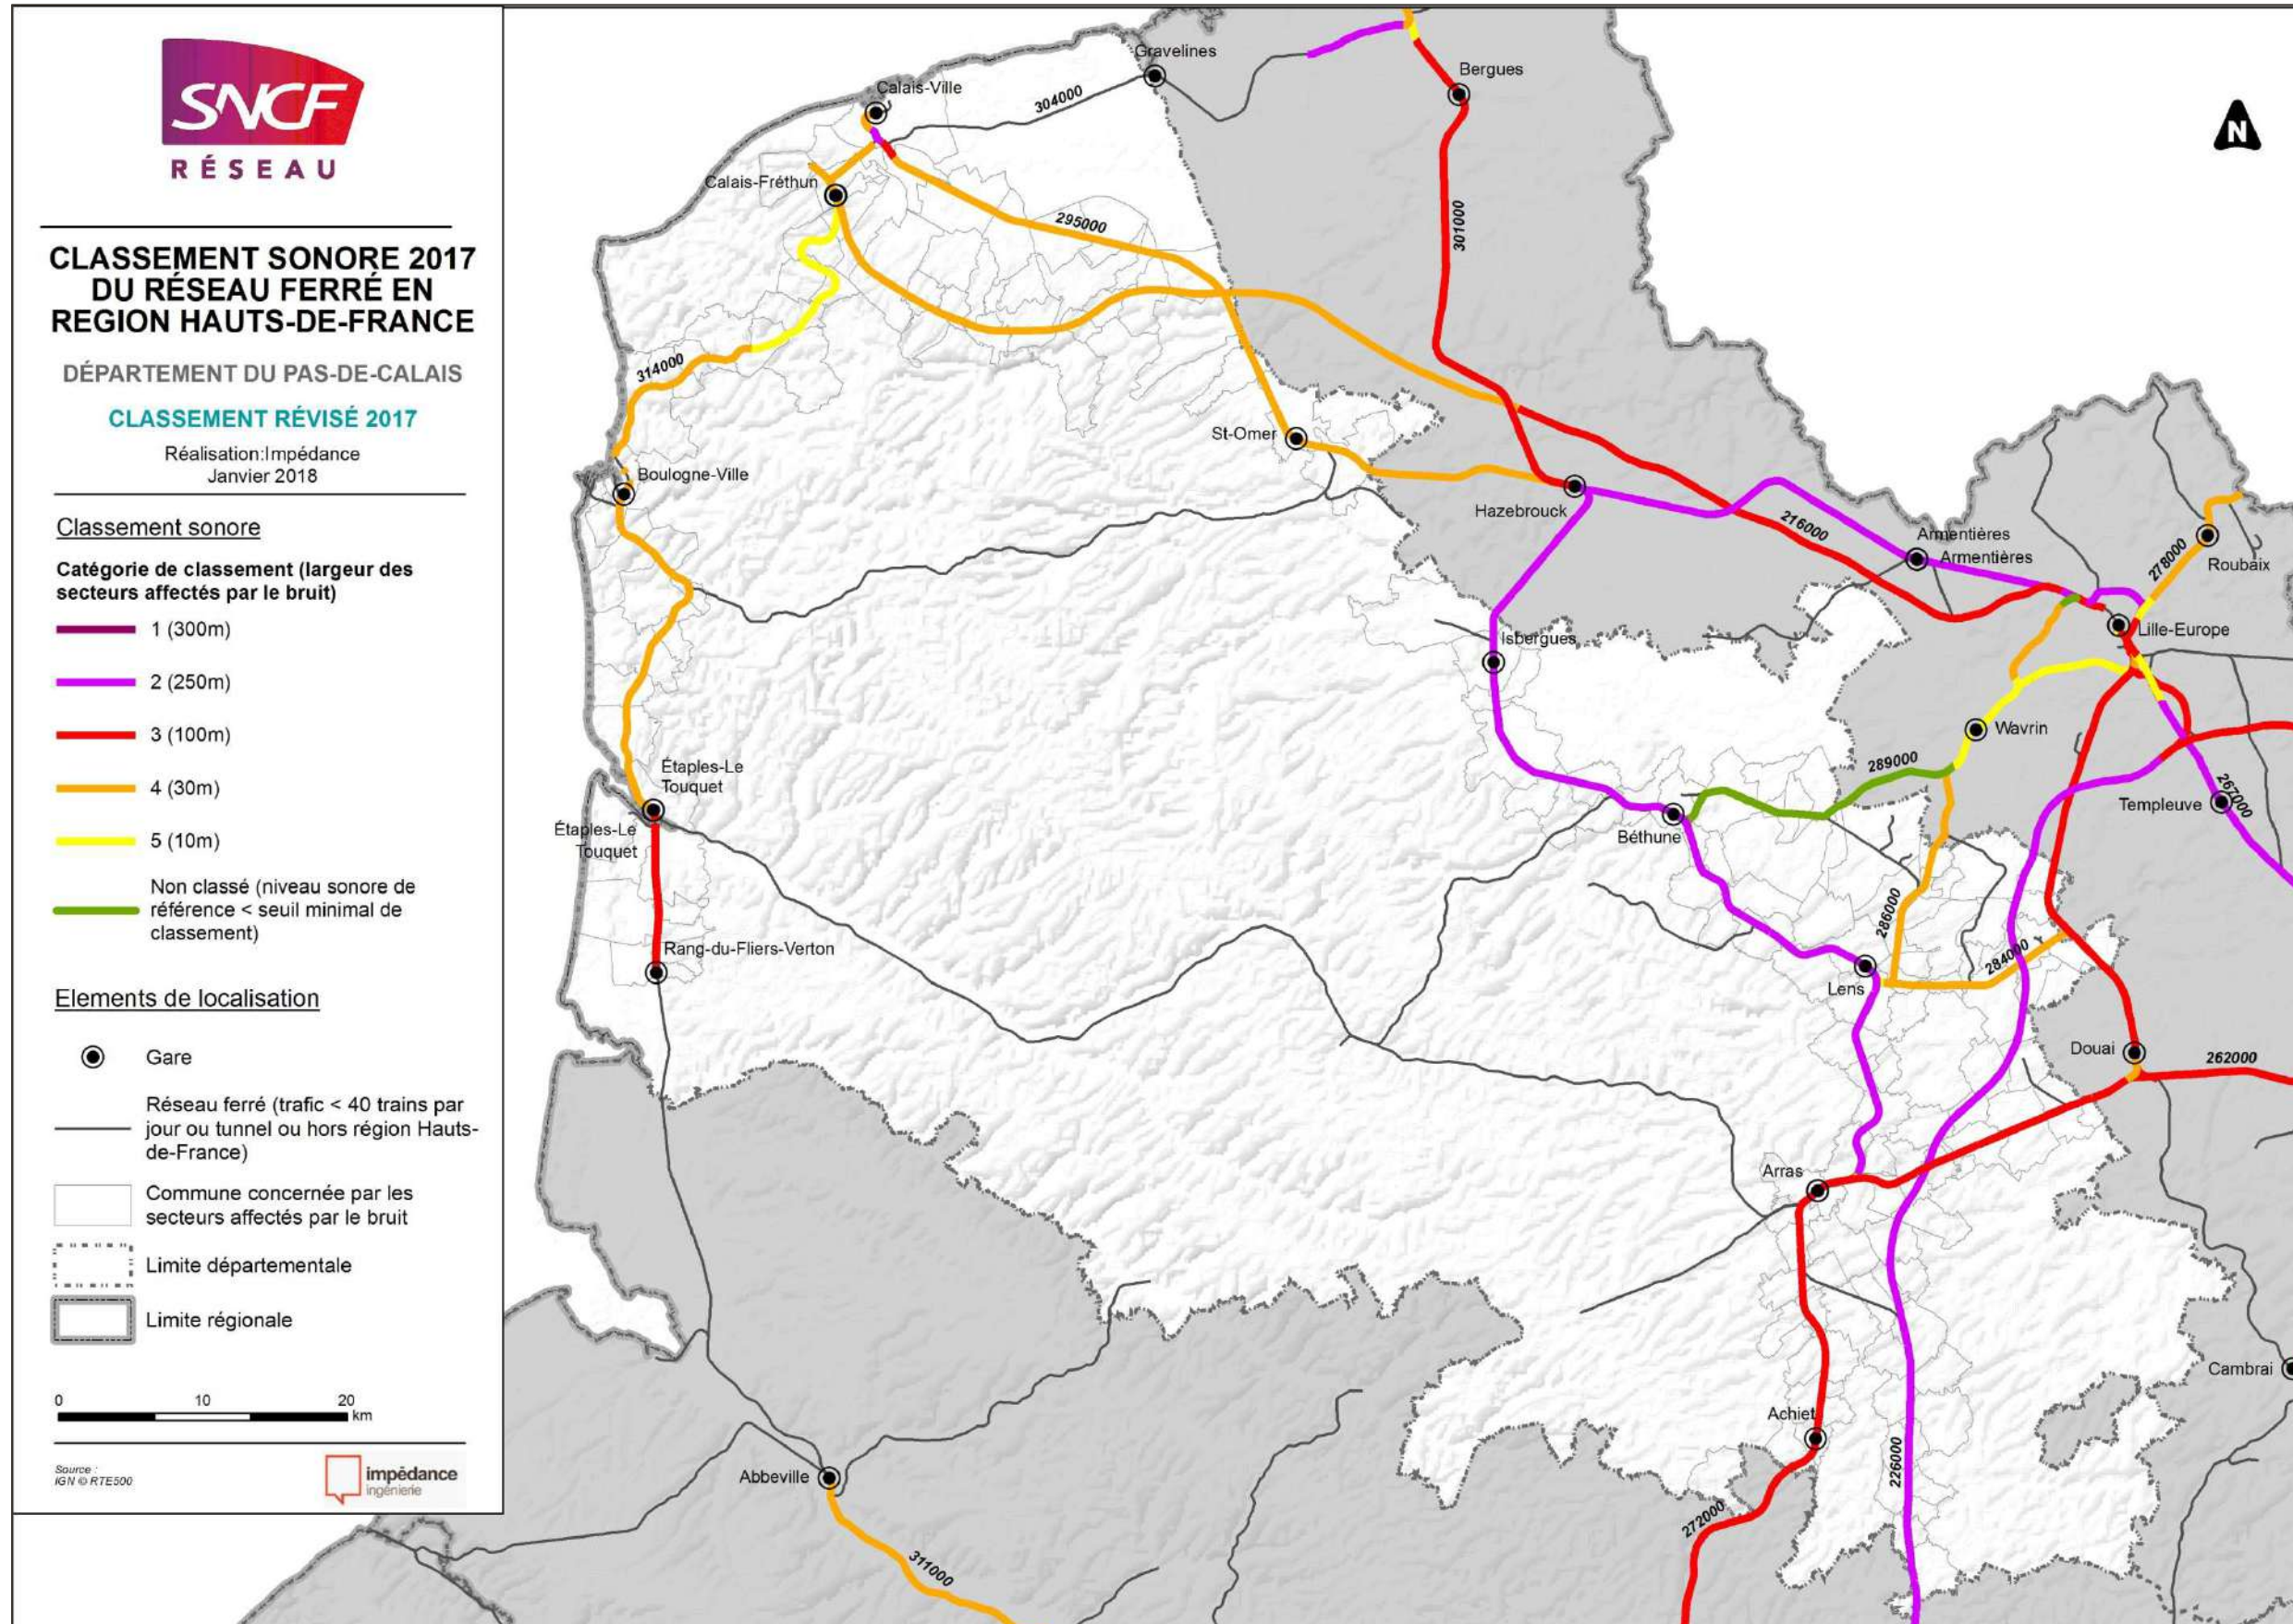 SNCF
RÉSEAU
CLASSEMENT SONORE 2017
DU RÉSEAU FERRÉ EN
REGION HAUTS-DE-FRANCE
DÉPARTEMENT DU PAS-DE-CALAIS
CLASSEMENT RÉVISÉ 2017
Réalisation:Impédance
Janvier 2018
Classement sonore
Catégorie de classement (largeur des
secteurs affectés par le bruit)
1 (300m)
2 (250m)
3 (100m)
4 (30m)
5 (10m)
Non classé (niveau sonore de
référence < seuil minimal de
classement)
Elements de localisation
Gare
Réseau ferré (trafic < 40 trains par
jour ou tunnel ou hors région Hauts-
de-France)
Commune concernée par les
secteurs affectés par le bruit
Limite départementale
Limite régionale
0 10 20
km
Source :
IGN © RTE500
impédance
ingénierie
Gravelines
Bergues
Calais-Ville
304000
N
Calais-Fréthun
295000
301000
314000
St-Omer
Boulogne-Ville
Hazebrouck
216000
Armentières
Armentières
278000
Roubaix
Isbergues
Lille-Europe
Wavrin
289000
Étaples-Le
Touquet
Étaples-Le
Touquet
Béthune
Templeuve
267000
286000
Rang-du-Fliers-Verton
284000
Lens
Douai
262000
Arras
Cambrai
Achiet
226000
Abbeville
272000
311000